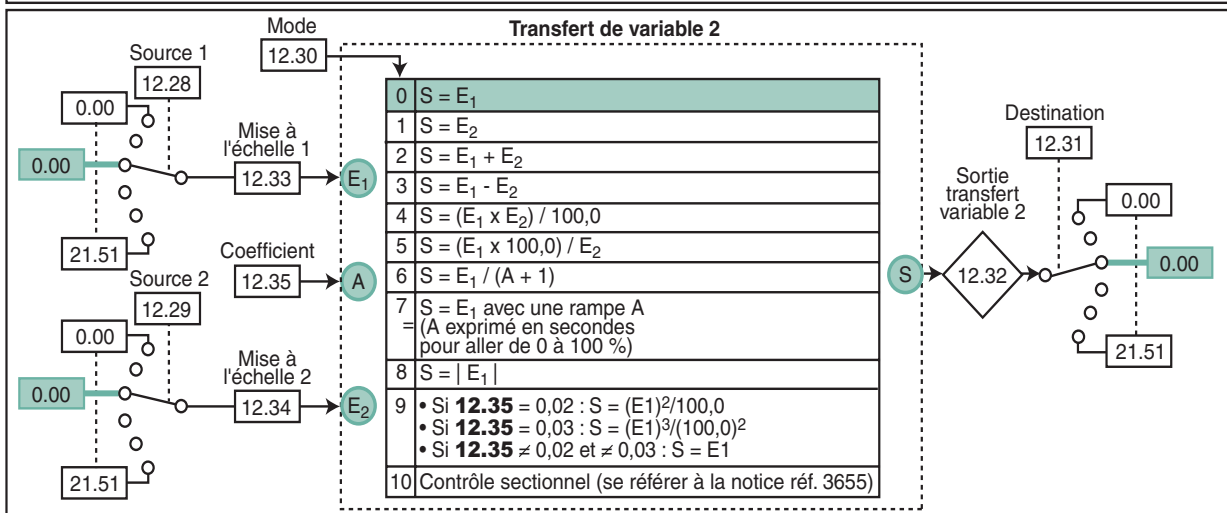 Transfert de variable 2
Mode
12.30
Source 1
12.28
0.00
0.00
21.51
Mise à
l'échelle 1
12.33
E1
Coefficient
12.35
A
Source 2
12.29
0.00
0.00
21.51
Mise à
l'échelle 2
12.34
E2
0 S = E1
1 S = E2
2 S = E1 + E2
3 S = E1 - E2
4 S = (E1 x E2) / 100,0
5 S = (E1 x 100,0) / E2
6 S = E1 / (A + 1)
7 S = E1 avec une rampe A
= (A exprimé en secondes
pour aller de 0 à 100 %)
8 S = | E1 |
9 • Si 12.35 = 0,02 : S = (E1)²/100,0
• Si 12.35 = 0,03 : S = (E1)³/(100,0)²
• Si 12.35 ≠ 0,02 et ≠ 0,03 : S = E1
10 Contrôle sectionnel (se référer à la notice réf. 3655)
S
Sortie
transfert
variable 2
12.32
Destination
12.31
0.00
0.00
21.51